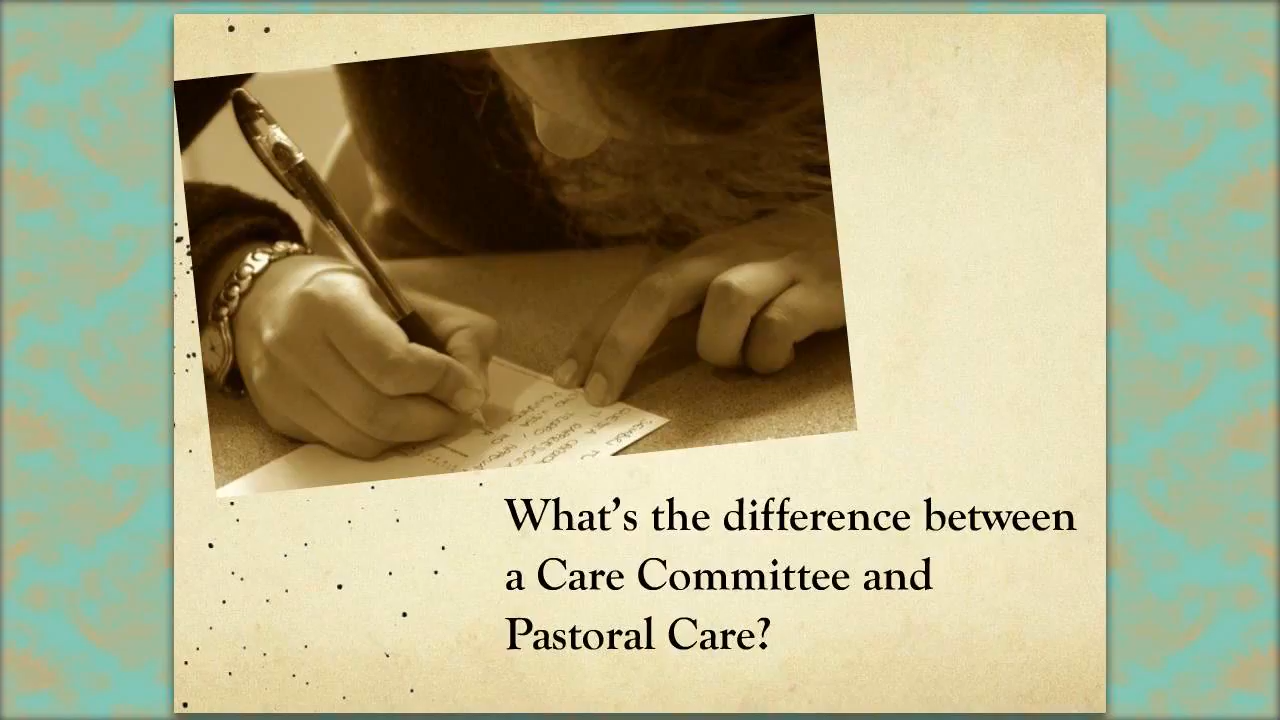 What's the difference between
a Care Committee and
Pastoral Care?